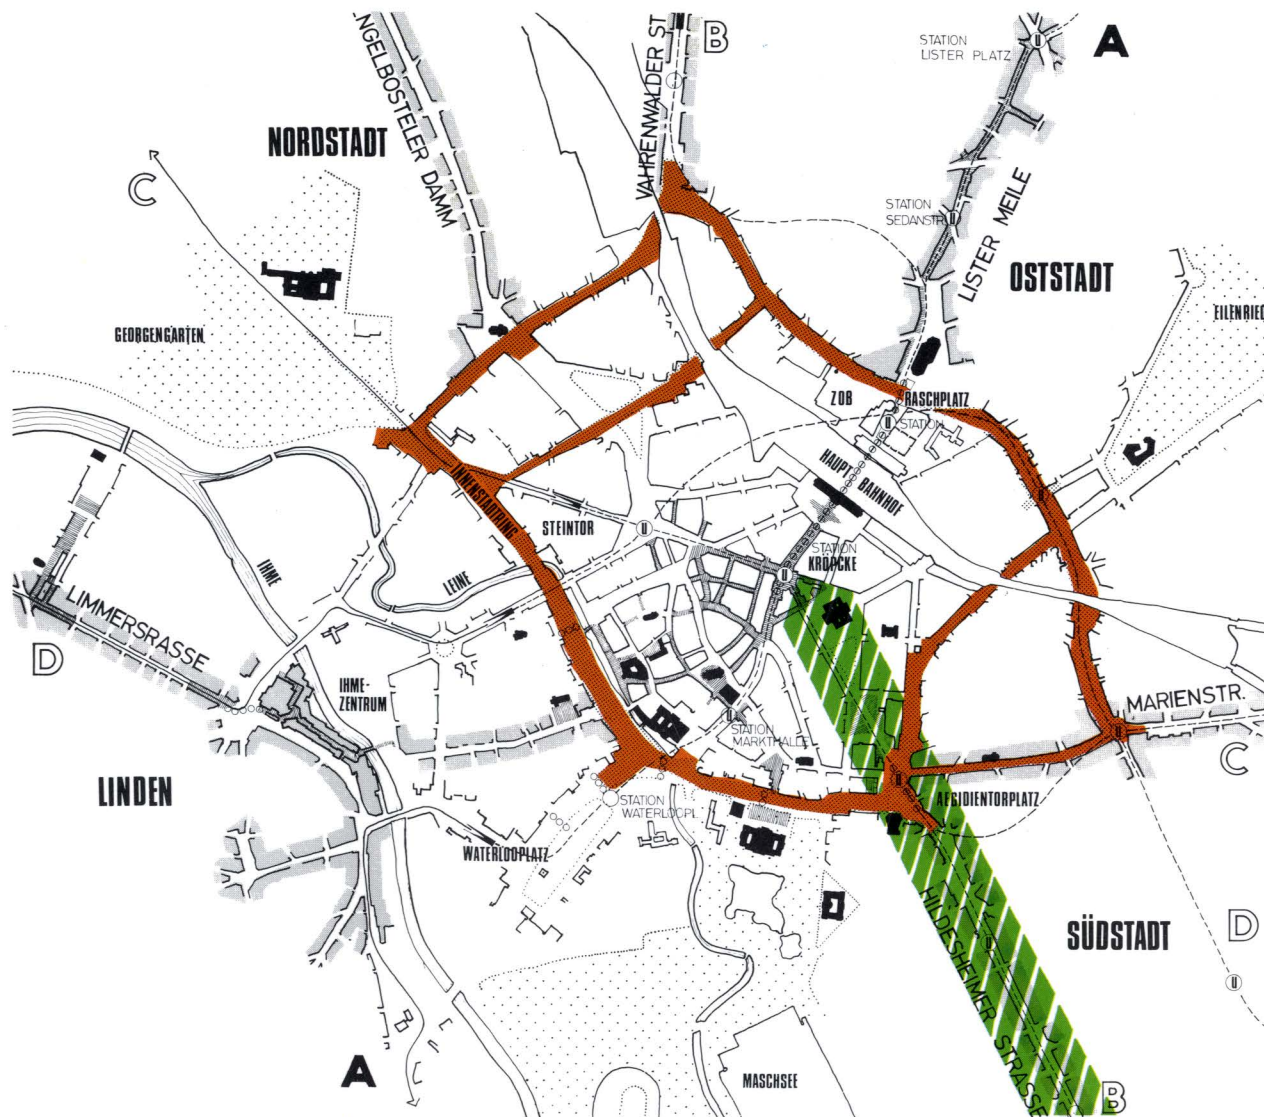 B
A
STATION
LISTER PLATZ
ENGELBOSTELER DAMM
VAHRENWALDER ST
NORDSTADT
C
STATION
SEDANSTR.
LISTER MEILE
OSTSTADT
EILENRIED
GEORGENGARTEN
ZOB
RASCHPLATZ
U STATION
HAUPT
BAHNHOF
INNENSTADTRING
STEINTOR
U
STATION
KRÖPCKE
U
IHME
LEINE
LIMMERSRASSE
D
IHME-
ZENTRUM
MARIENSTR.
C
STATION
MARKTHALLE
LINDEN
STATION
WATERLOOPL.
AEGIDIENTORPLATZ
WATERLOOPLATZ
HILDESHEIMER STRASSE
SÜDSTADT
D
U
A
MASCHSEE
B